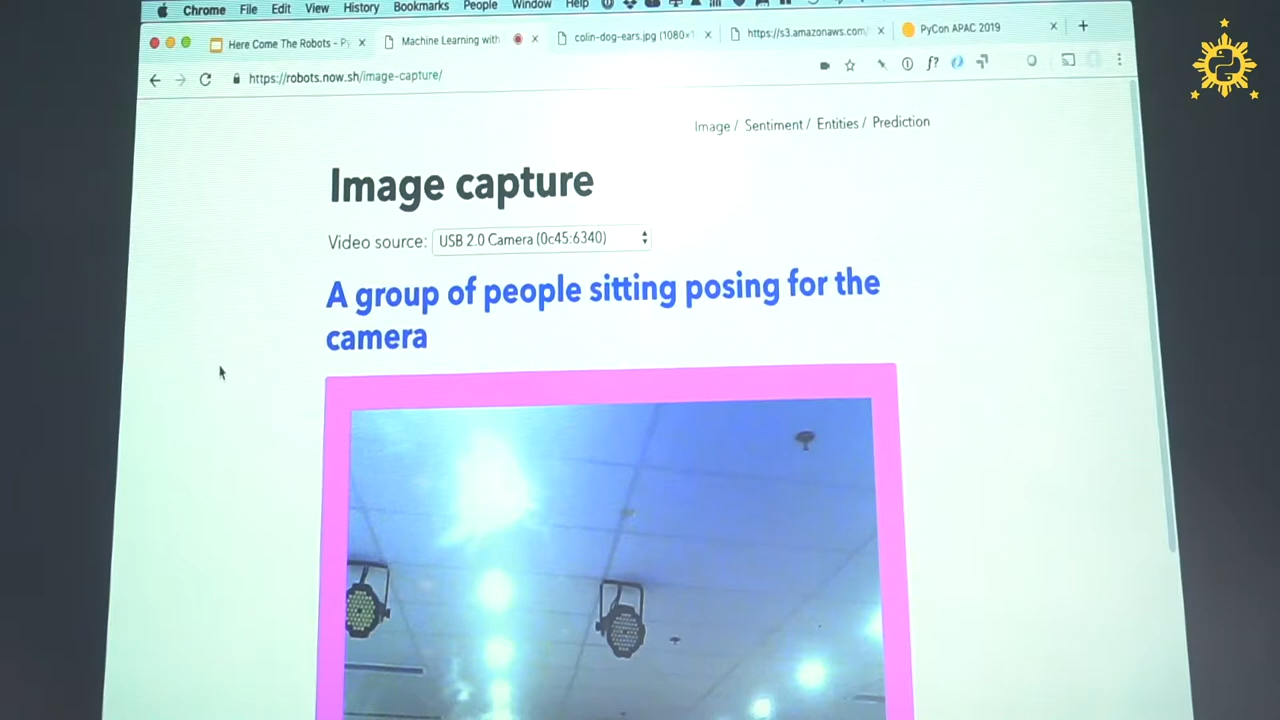 Chrome File Edit View History Bookmarks People Window Help
Here Come The Robots - Py
Machine Learning with
colin-dog-ears.jpg (1080×1
https://s3.amazonaws.com/
PyCon APAC 2019
https://robots.now.sh/image-capture/
f?
Image / Sentiment / Entities / Prediction
Image capture
Video source: USB 2.0 Camera (0c45:6340)
A group of people sitting posing for the
camera